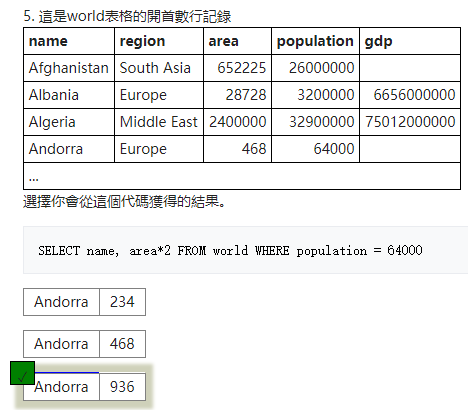 5. 這是world表格的開首數行記錄
name region area population gdp
Afghanistan South Asia 652225 26000000
Albania Europe 28728 3200000 6656000000
Algeria Middle East 2400000 32900000 75012000000
Andorra Europe 468 64000
...
選擇你會從這個代碼獲得的結果。
SELECT name, area*2 FROM world WHERE population = 64000
Andorra 234
Andorra 468
Andorra 936